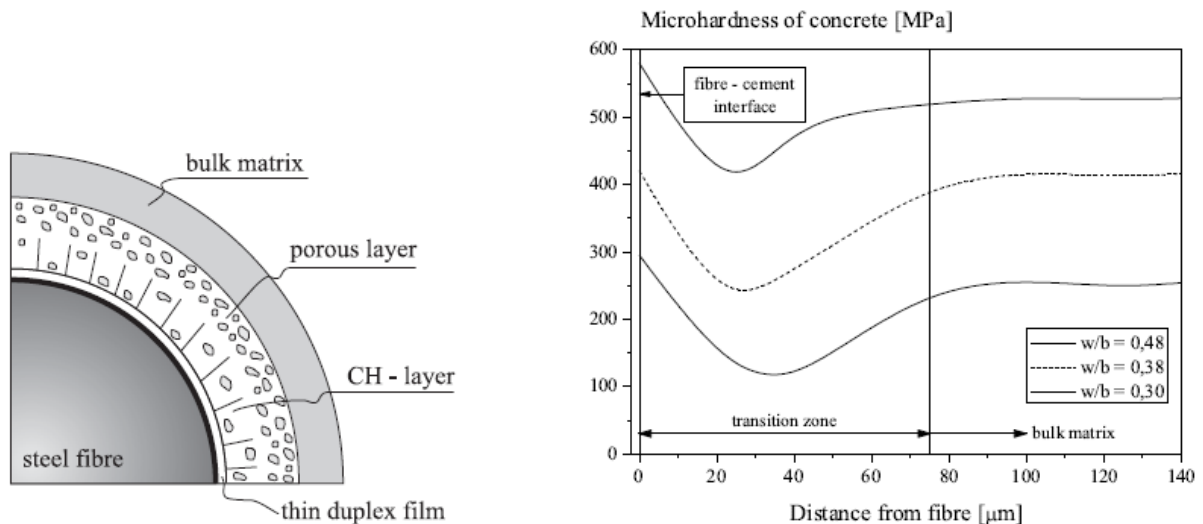 bulk matrix
porous layer
CH - layer
steel fibre
thin duplex film
Microhardness of concrete [MPa]
600
500
400
300
200
100
0
fibre - cement
interface
w/b = 0,48
w/b = 0,38
w/b = 0,30
transition zone
bulk matrix
0
20
40
60
80
100
120
140
Distance from fibre [μm]